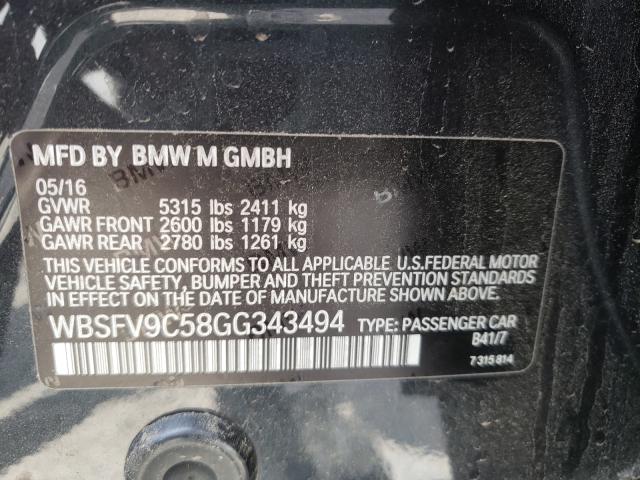 MFD BY BMW M GMBH
05/16
GVWR 5315 lbs 2411 kg
GAWR FRONT 2600 lbs 1179 kg
GAWR REAR 2780 lbs 1261 kg
THIS VEHICLE CONFORMS TO ALL APPLICABLE U.S.FEDERAL MOTOR
VEHICLE SAFETY, BUMPER AND THEFT PREVENTION STANDARDS
IN EFFECT ON THE DATE OF MANUFACTURE SHOWN ABOVE.
WBSFV9C58GG343494 TYPE: PASSENGER CAR
B41/7
7 315 814